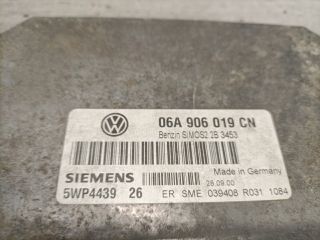 06A 906 019 CN
Benzin SIMOS2 2B 3453
Made in Germany
SIEMENS 26.09.00
5WP4439 26 ER SME 039408 R031 1084